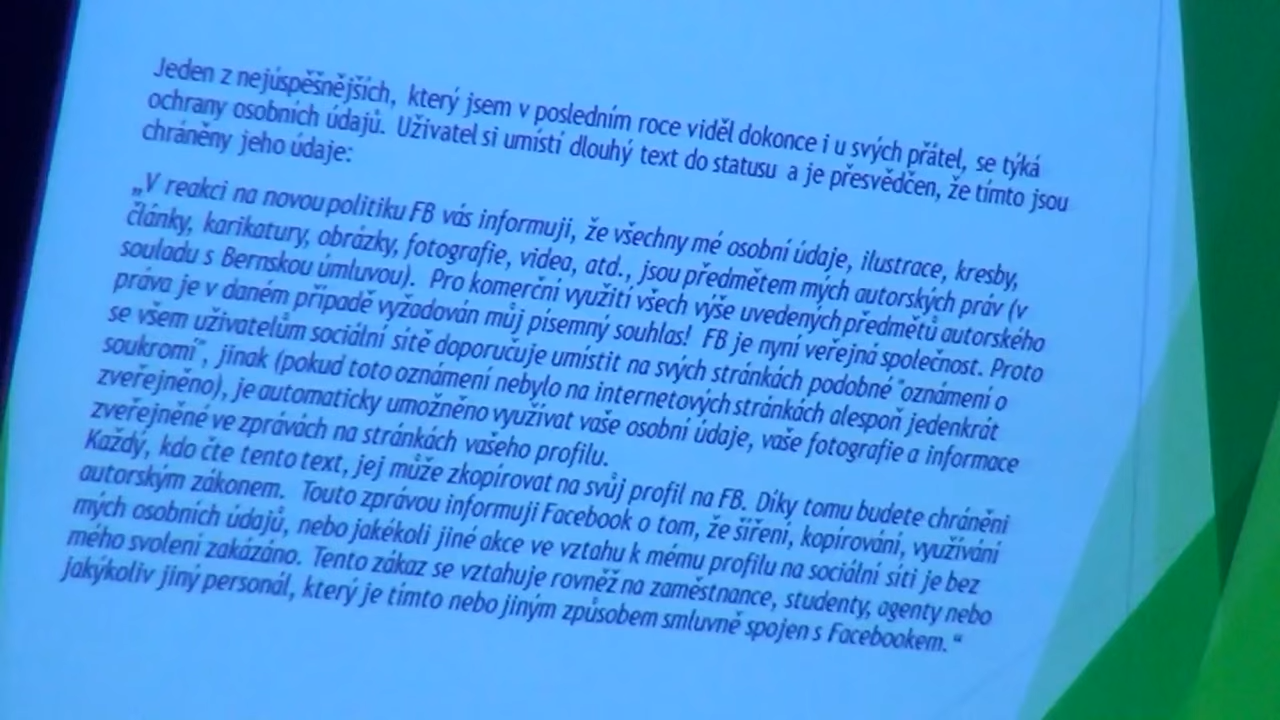 Jeden z nejúspěšnějších, který jsem v posledním roce viděl dokonce i u svých přátel, se týká
ochrany osobních údajů. Uživatel si umístí dlouhý text do statusu a je přesvědčen, že tímto jsou
chráněny jeho údaje:
„V reakci na novou politiku FB vás informuji, že všechny mé osobní údaje, ilustrace, kresby,
články, karikatury, obrázky, fotografie, videa, atd., jsou předmětem mých autorských práv (v
souladu s Bernskou úmluvou). Pro komerční využití všech výše uvedených předmětů autorského
práva je v daném případě vyžadován můj písemný souhlas! FB je nyní veřejná společnost. Proto
se všem uživatelům sociální sítě doporučuje umístit na svých stránkách podobné "oznámení o
soukromí", jinak (pokud toto oznámení nebylo na internetových stránkách alespoň jedenkrát
zveřejněno), je automaticky umožněno využívat vaše osobní údaje, vaše fotografie a informace
zveřejněné ve zprávách na stránkách vašeho profilu.
Každý, kdo čte tento text, jej může zkopírovat na svůj profil na FB. Díky tomu budete chráněni
autorským zákonem. Touto zprávou informuji Facebook o tom, že šíření, kopírování, využívání
mých osobních údajů, nebo jakékoli jiné akce ve vztahu k mému profilu na sociální síti je bez
mého svolení zakázáno. Tento zákaz se vztahuje rovněž na zaměstnance, studenty, agenty nebo
jakýkoliv jiný personál, který je tímto nebo jiným způsobem smluvně spojen s Facebookem.“